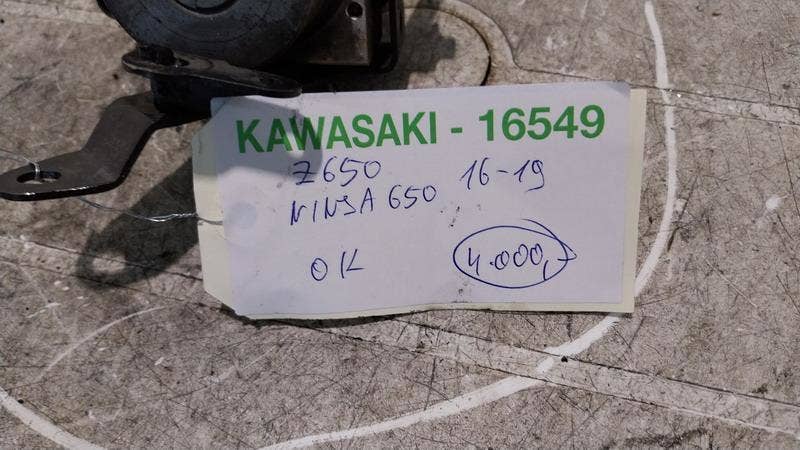 KAWASAKI - 16549
Z650
NINJA 650 16-19
OK 4.000,-